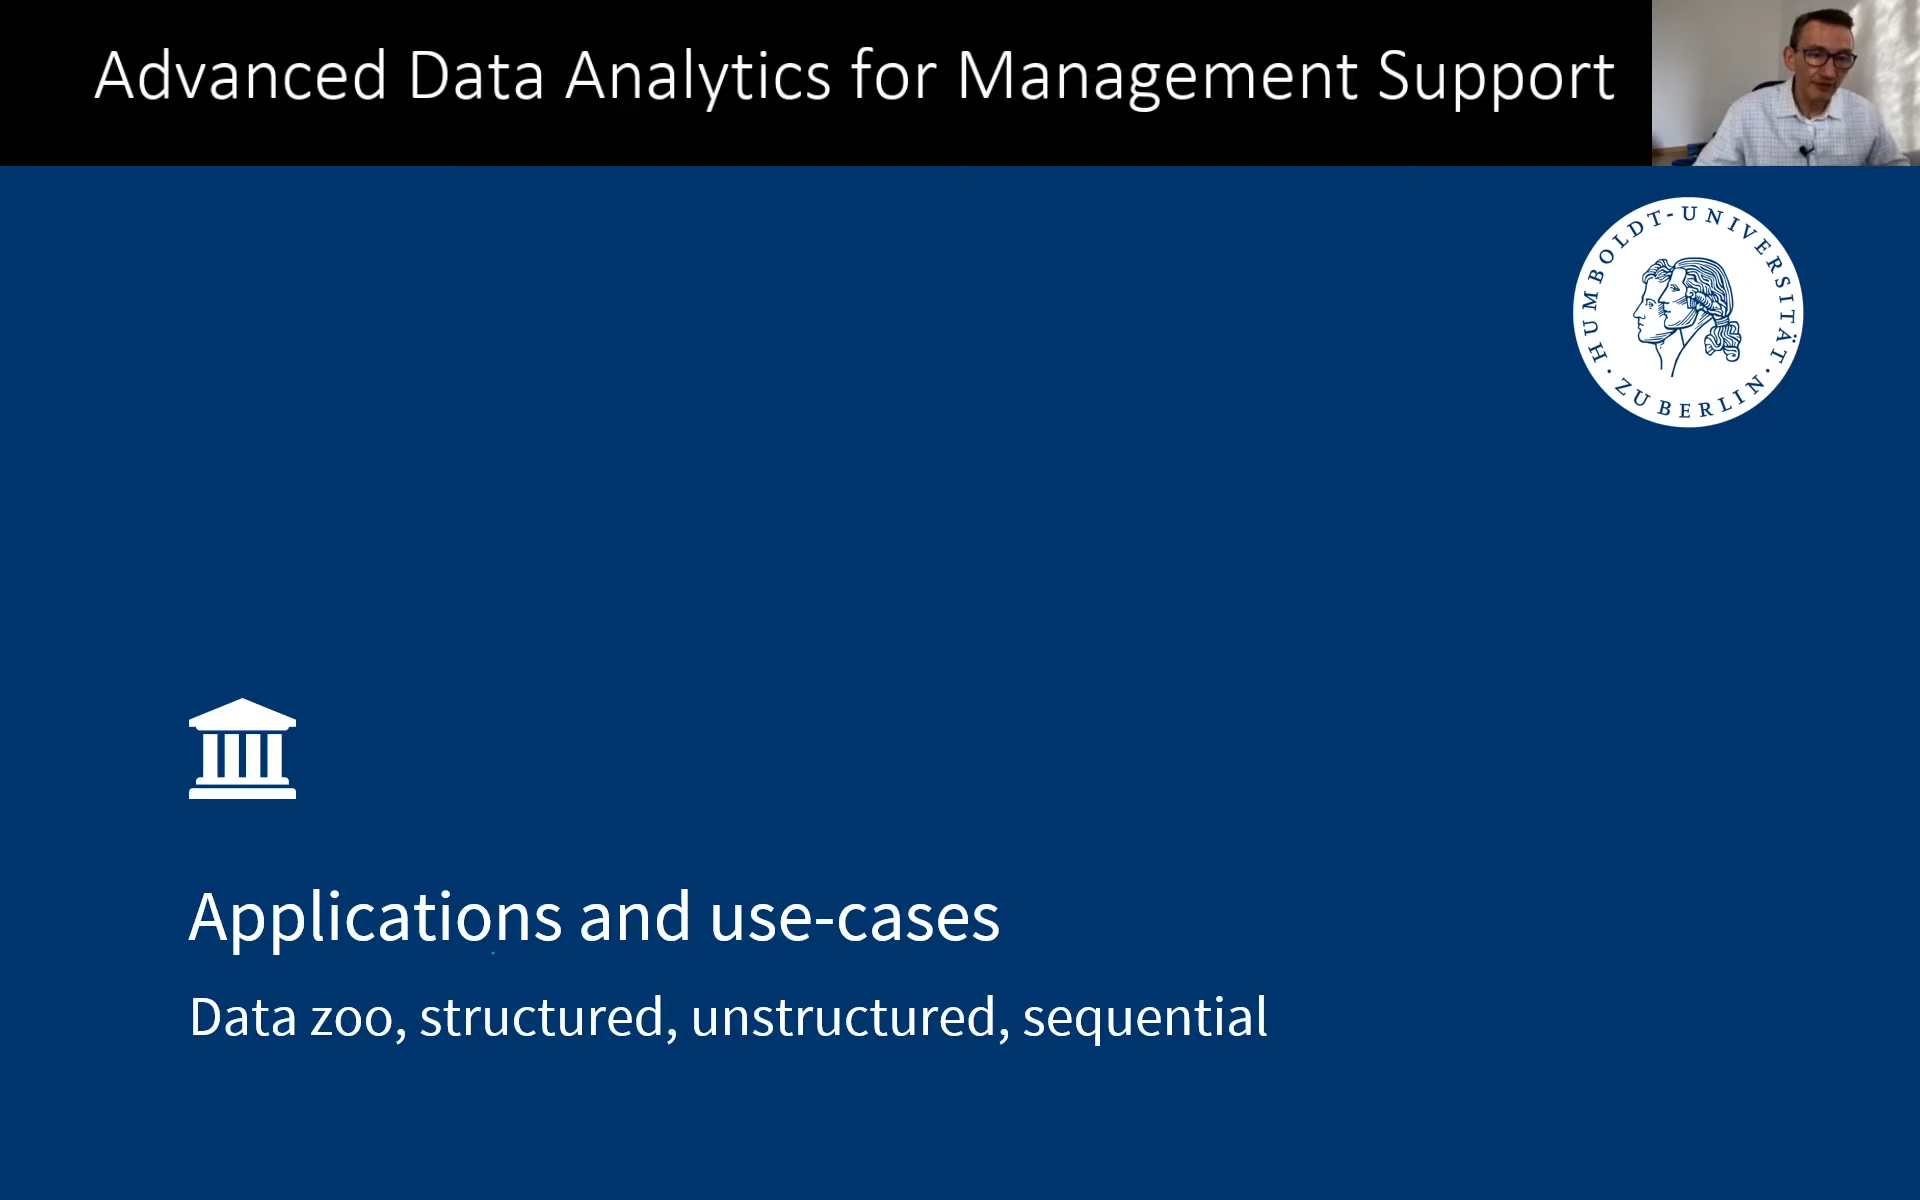 Advanced Data Analytics for Management Support
HUMBOLDT-UNIVERSITÄT
· ZU BERLIN ·
Applications and use-cases
Data zoo, structured, unstructured, sequential